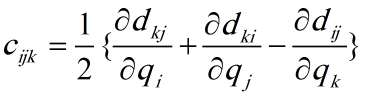 c_{ijk} = \frac{1}{2} \{ \frac{\partial d_{kj}}{\partial q_i} + \frac{\partial d_{ki}}{\partial q_j} - \frac{\partial d_{ij}}{\partial q_k} \}